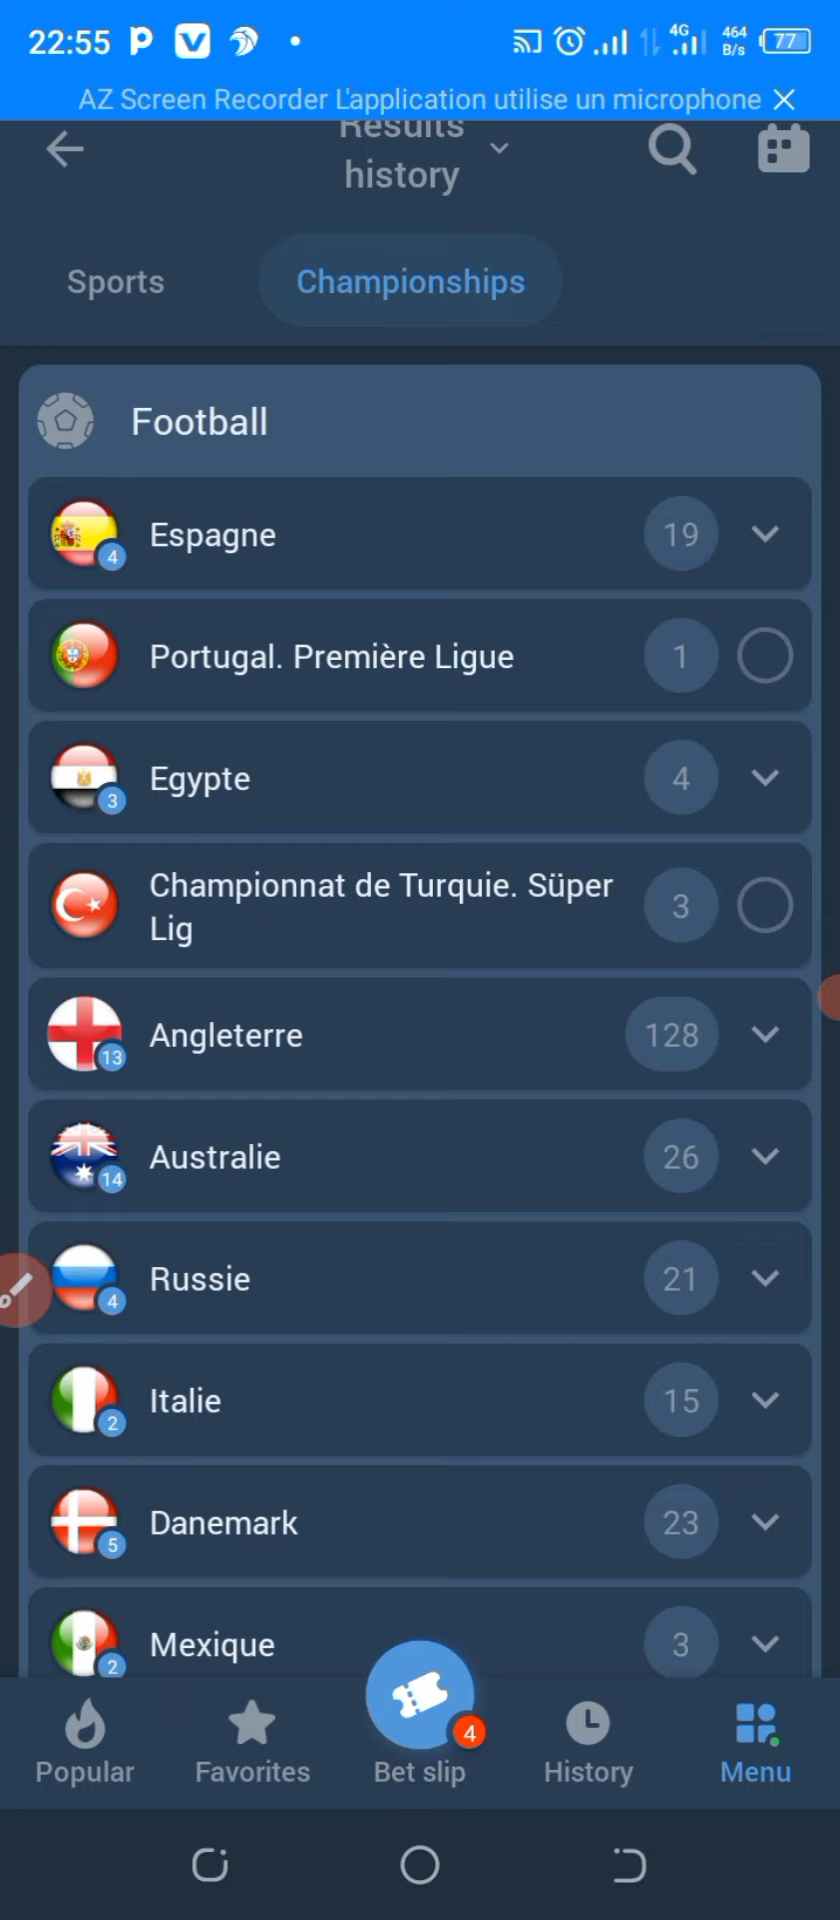 22:55
4G 464 B/s 77
AZ Screen Recorder L'application utilise un microphone
Results
history
Sports
Championships
Football
4 Espagne 19
Portugal. Première Ligue 1
3 Egypte 4
Championnat de Turquie. Süper
Lig
3
13 Angleterre 128
14 Australie 26
4 Russie 21
2 Italie 15
5 Danemark 23
2 Mexique 3
4
Popular Favorites Bet slip History Menu